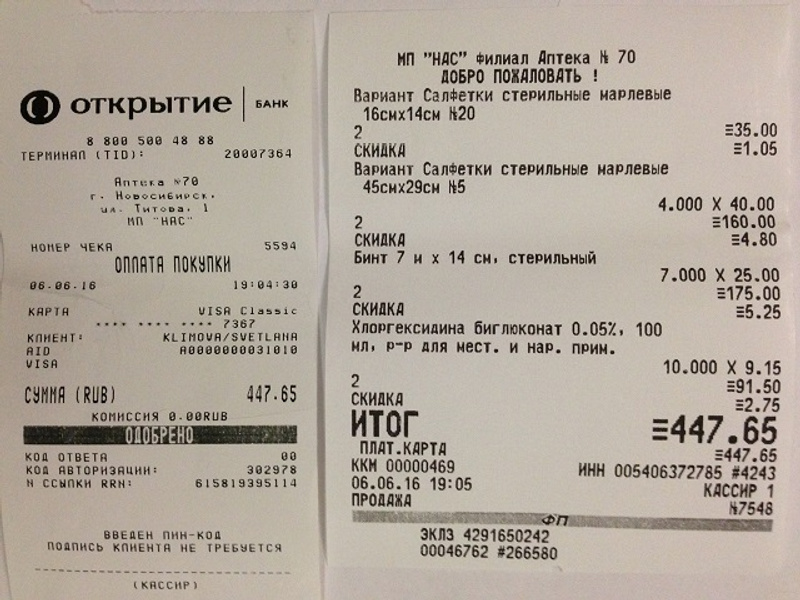 ОТКРЫТИЕ БАНК
8 800 500 48 88
ТЕРМИНАЛ (TID): 20007364
Аптека №70
г. Новосибирск,
ул. Титова, 1
МП "НАС"
НОМЕР ЧЕКА 5594
ОПЛАТА ПОКУПКИ
06.06.16 19:04:30
КАРТА VISA Classic
**** **** **** 7367
КЛИЕНТ: KLIMOVA/SVETLANA
AID A0000000031010
VISA
СУММА (RUB) 447.65
КОМИССИЯ 0.00RUB
ОДОБРЕНО
КОД ОТВЕТА 00
КОД АВТОРИЗАЦИИ: 302978
N ССЫЛКИ RRN: 615819395114
ВВЕДЕН ПИН-КОД
ПОДПИСЬ КЛИЕНТА НЕ ТРЕБУЕТСЯ
(КАССИР)
МП "НАС" Филиал Аптека № 70
ДОБРО ПОЖАЛОВАТЬ !
Вариант Салфетки стерильные марлевые
16смх14см №20
2 ≡35.00
СКИДКА ≡1.05
Вариант Салфетки стерильные марлевые
45смх29см №5
4.000 X 40.00
2 ≡160.00
СКИДКА ≡4.80
Бинт 7 м х 14 см, стерильный
7.000 X 25.00
2 ≡175.00
СКИДКА ≡5.25
Хлоргексидина биглюконат 0.05%, 100
мл, р-р для мест. и нар. прим.
10.000 X 9.15
2 ≡91.50
СКИДКА ≡2.75
ИТОГ ≡447.65
ПЛАТ.КАРТА ≡447.65
ККМ 00000469 ИНН 005406372785 #4243
06.06.16 19:05 КАССИР 1
ПРОДАЖА №7548
ФП
ЭКЛЗ 4291650242
00046762 #266580